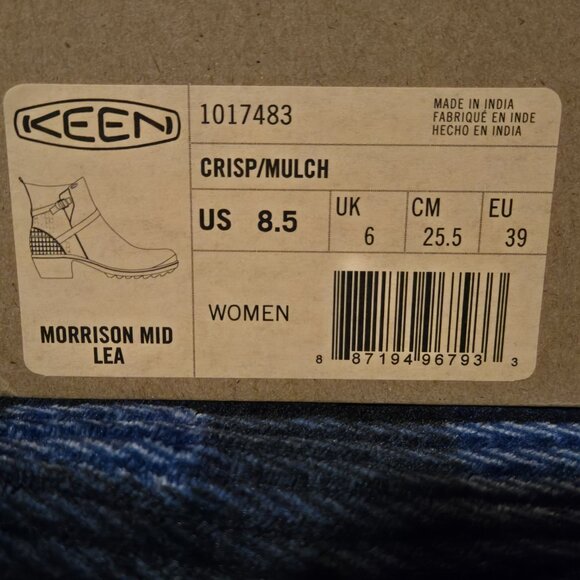 KEEN
1017483
MADE IN INDIA
FABRIQUÉ EN INDE
HECHO EN INDIA
CRISP/MULCH
US 8.5
UK
6
CM
25.5
EU
39
WOMEN
MORRISON MID
LEA
8 87194 96793 3